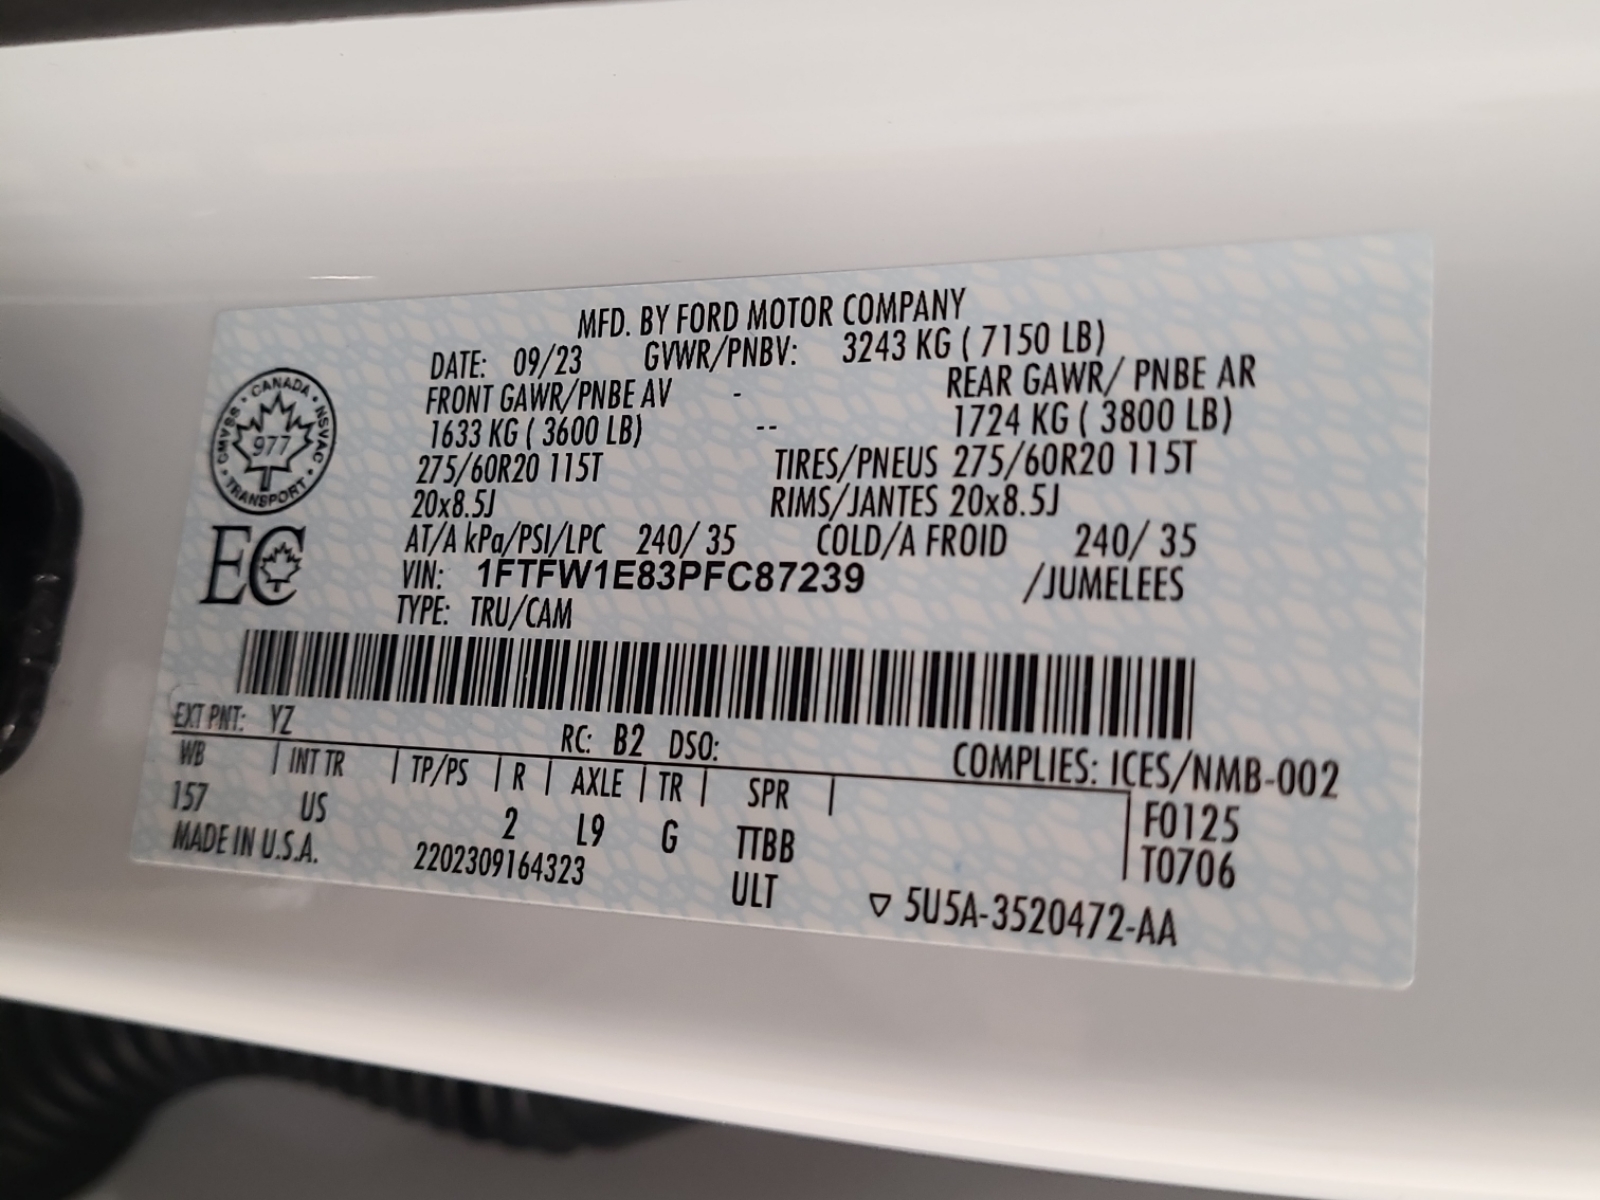 MFD. BY FORD MOTOR COMPANY
DATE: 09/23 GVWR/PNBV: 3243 KG ( 7150 LB)
FRONT GAWR/PNBE AV - REAR GAWR/ PNBE AR
1633 KG ( 3600 LB) -- 1724 KG ( 3800 LB)
275/60R20 115T TIRES/PNEUS 275/60R20 115T
20x8.5J RIMS/JANTES 20x8.5J
AT/A kPa/PSI/LPC 240/ 35 COLD/A FROID 240/ 35
VIN: 1FTFW1E83PFC87239 /JUMELEES
TYPE: TRU/CAM
CANADA
CMVSS NSVAC
977
TRANSPORT
EC
EXT PNT: YZ RC: B2 DSO: COMPLIES: ICES/NMB-002
WB | INT TR | TP/PS | R | AXLE | TR | SPR |
157 US 2 L9 G TTBB F0125
T0706
MADE IN U.S.A. 2202309164323 ULT ▽ 5U5A-3520472-AA